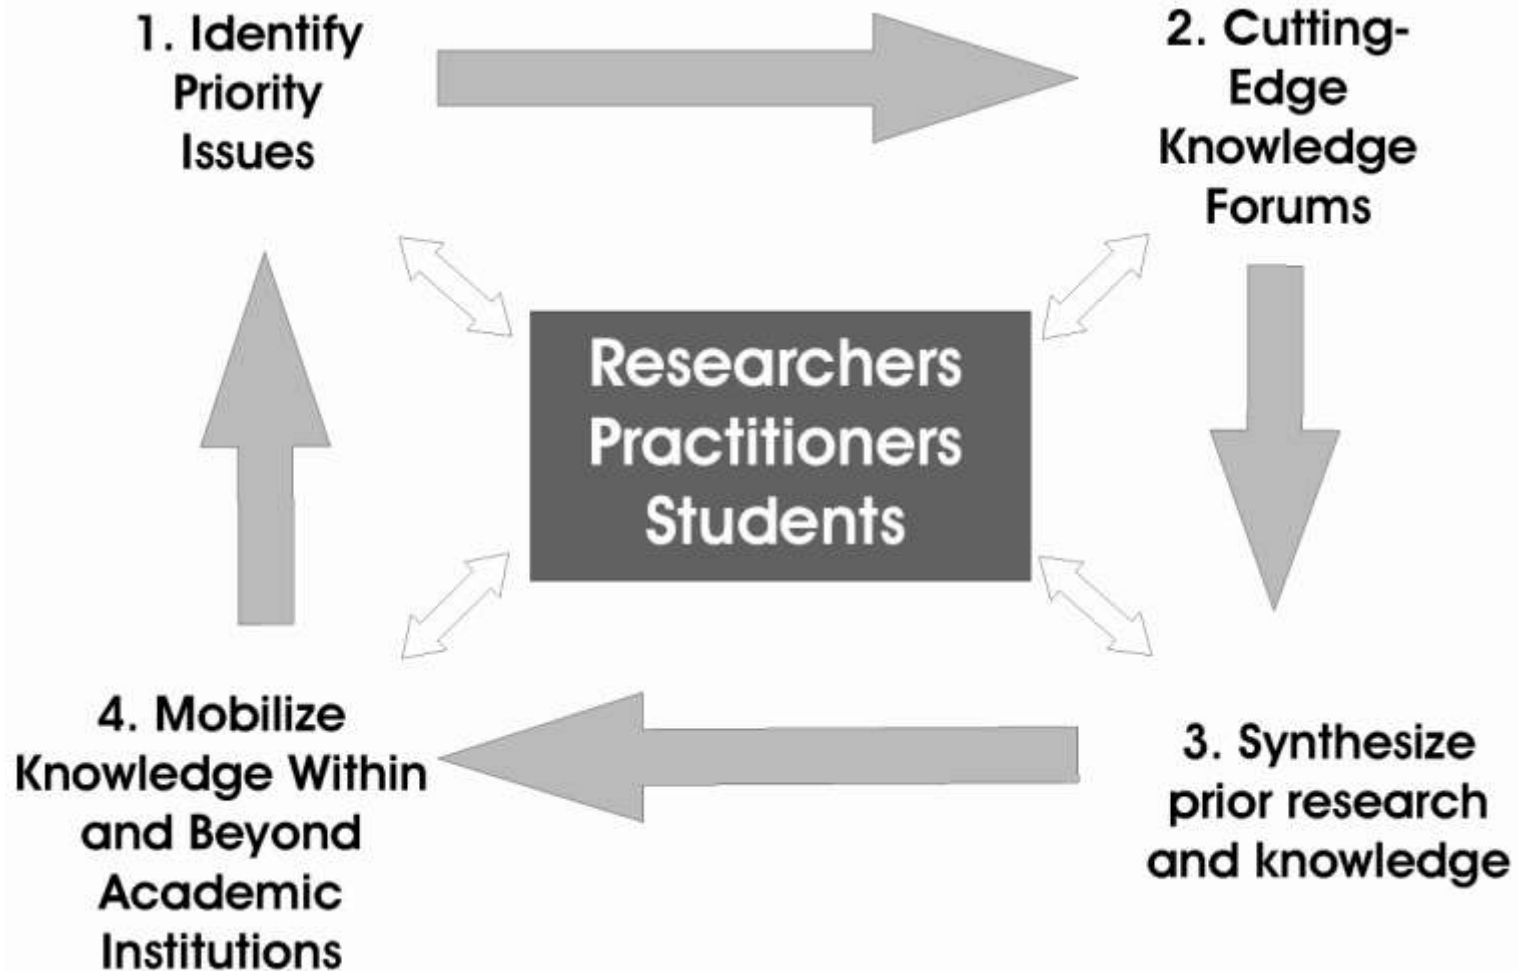 1. Identify
Priority
Issues
2. Cutting-
Edge
Knowledge
Forums
Researchers
Practitioners
Students
3. Synthesize
prior research
and knowledge
4. Mobilize
Knowledge Within
and Beyond
Academic
Institutions